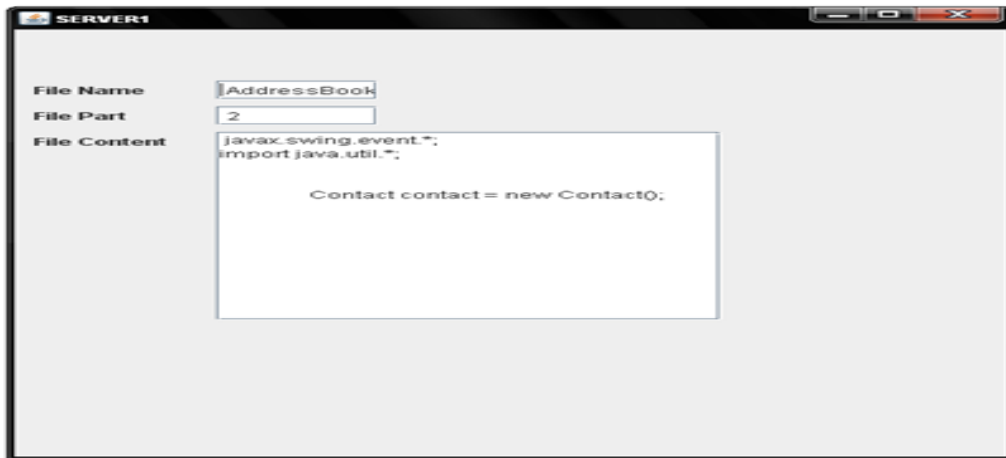 SERVER1
File Name AddressBook
File Part 2
File Content javax.swing.event.*;
import java.util.*;
Contact contact = new Contact();